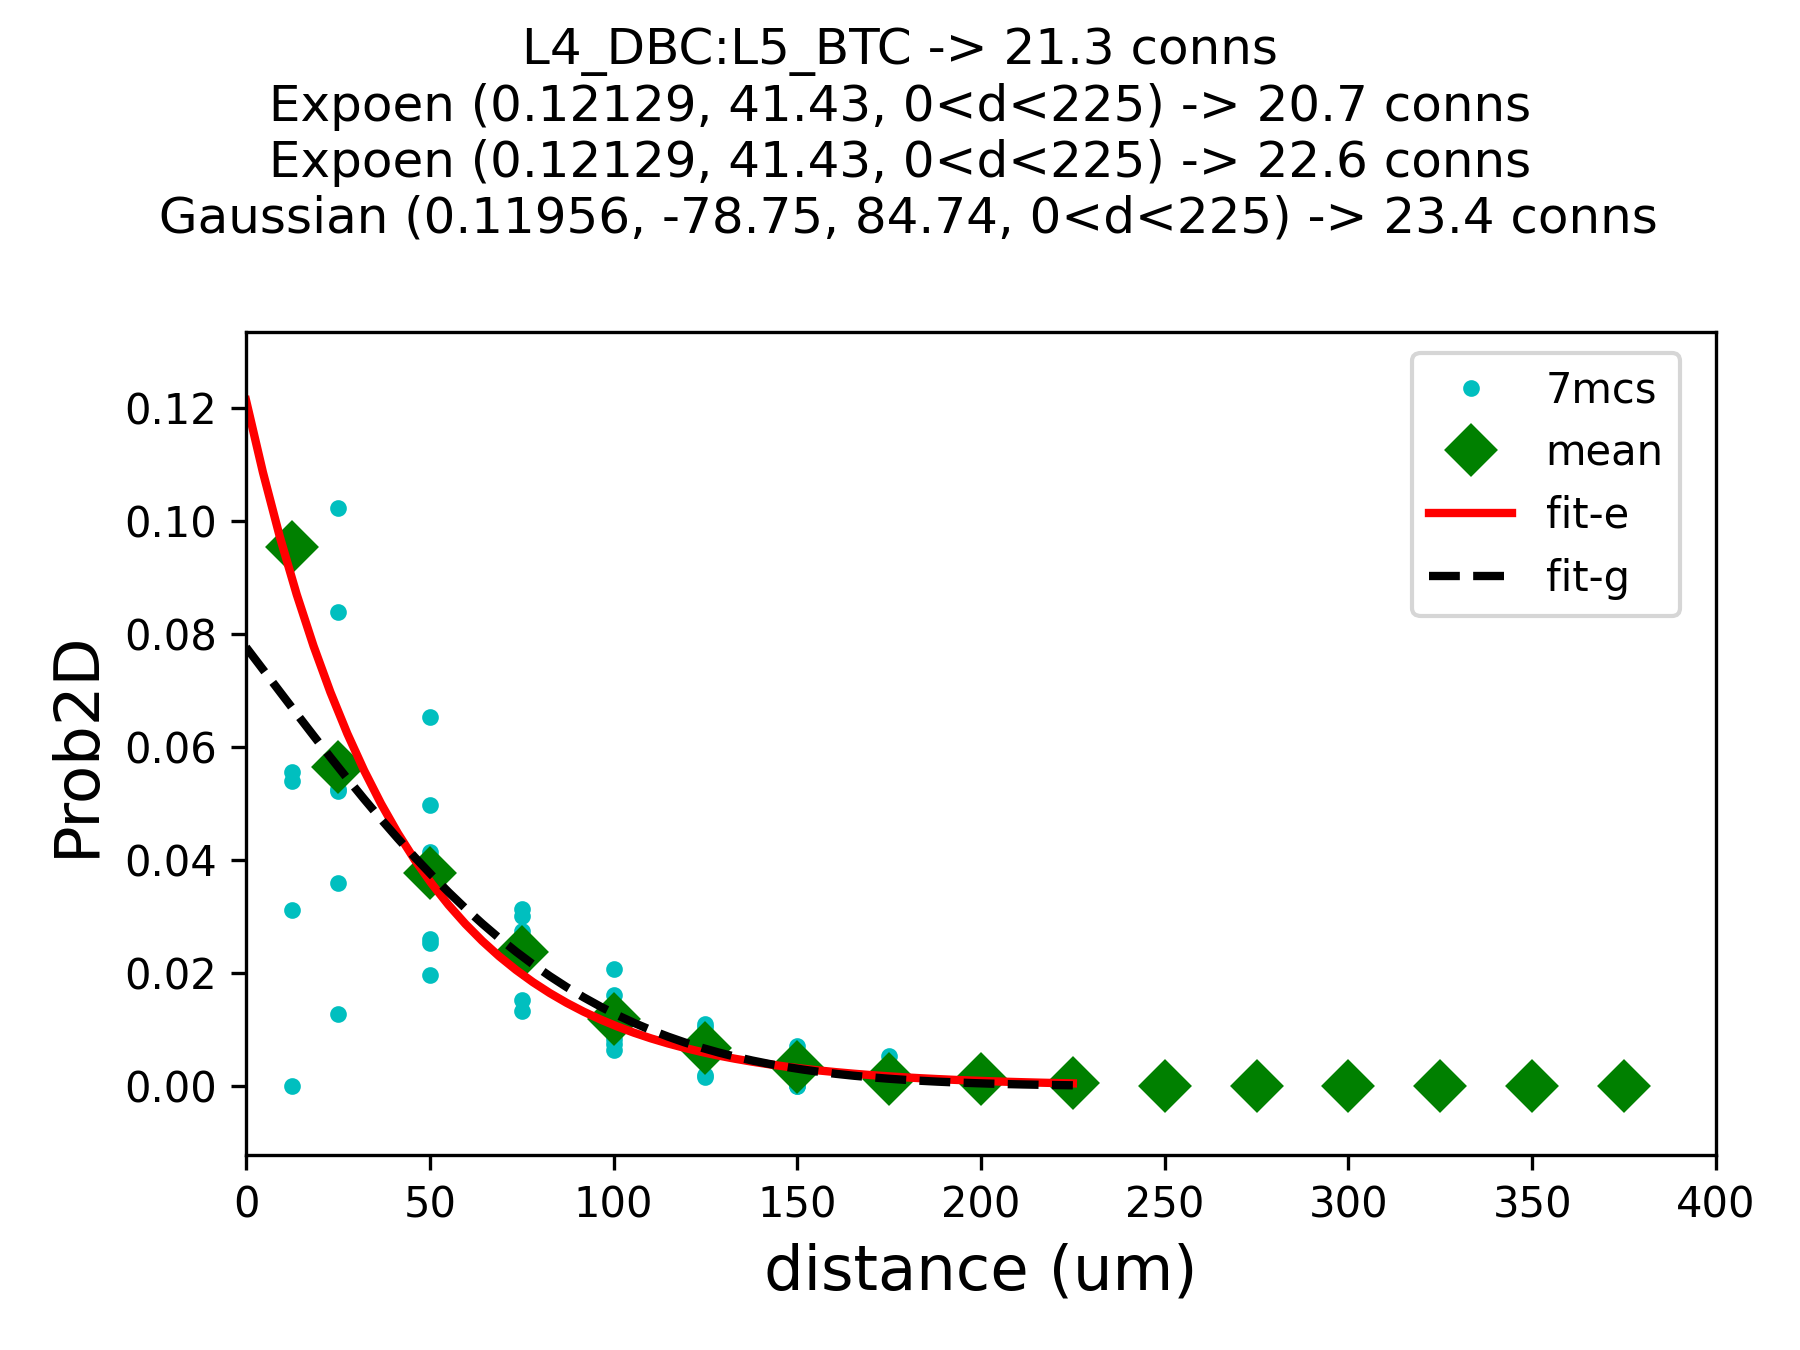 L4_DBC:L5_BTC -> 21.3 conns
Expoen (0.12129, 41.43, 0<d<225) -> 20.7 conns
Expoen (0.12129, 41.43, 0<d<225) -> 22.6 conns
Gaussian (0.11956, -78.75, 84.74, 0<d<225) -> 23.4 conns
7mcs
mean
fit-e
fit-g
Prob2D
0.12
0.10
0.08
0.06
0.04
0.02
0.00
0 50 100 150 200 250 300 350 400
distance (um)